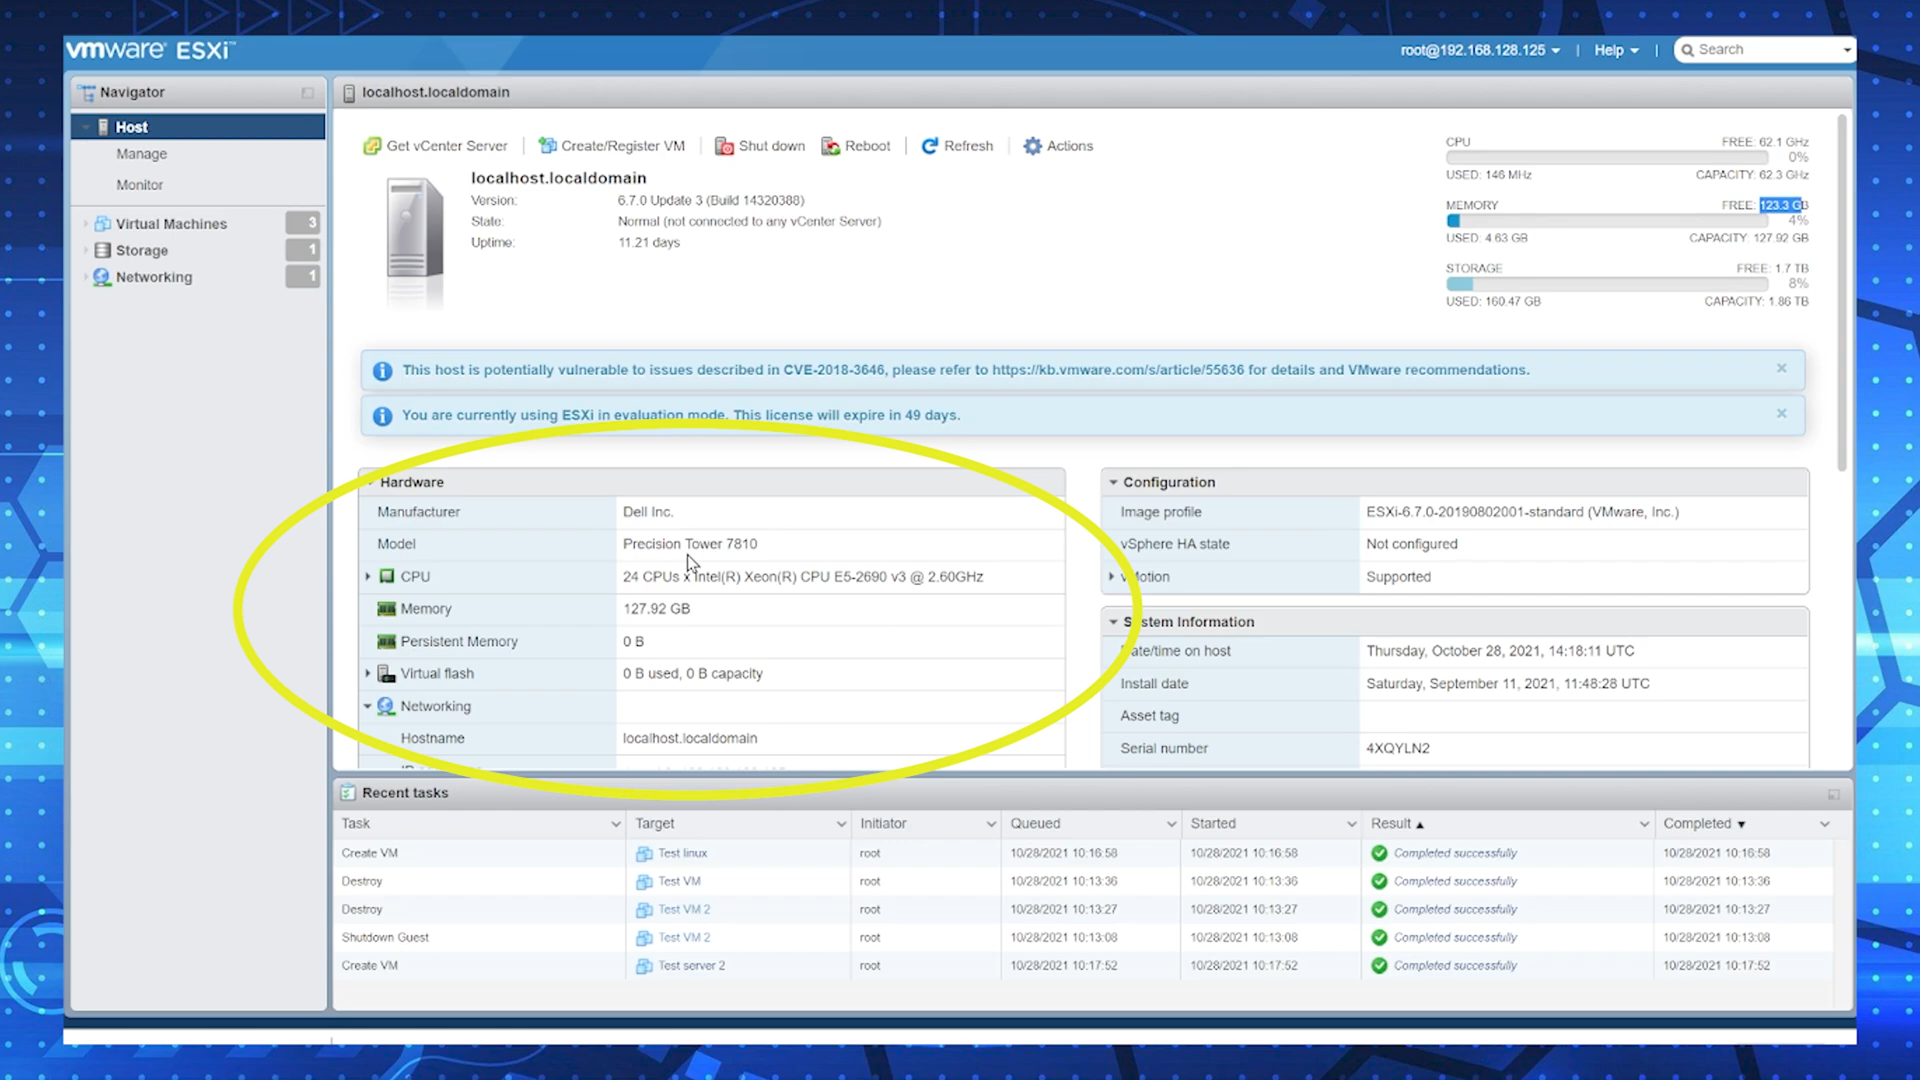 vmware ESXi™
root@192.168.128.125 | Help | Search
Navigator
Host
Manage
Monitor
Virtual Machines 3
Storage 1
Networking 1
localhost.localdomain
Get vCenter Server | Create/Register VM | Shut down Reboot | Refresh | Actions
localhost.localdomain
Version: 6.7.0 Update 3 (Build 14320388)
State: Normal (not connected to any vCenter Server)
Uptime: 11.21 days
CPU FREE: 62.1 GHz
0%
USED: 146 MHz CAPACITY: 62.3 GHz
MEMORY FREE: 123.3 GB
4%
USED: 4.63 GB CAPACITY: 127.92 GB
STORAGE FREE: 1.7 TB
8%
USED: 160.47 GB CAPACITY: 1.86 TB
This host is potentially vulnerable to issues described in CVE-2018-3646, please refer to https://kb.vmware.com/s/article/55636 for details and VMware recommendations.
You are currently using ESXi in evaluation mode. This license will expire in 49 days.
Hardware
Manufacturer Dell Inc.
Model Precision Tower 7810
CPU 24 CPUs x Intel(R) Xeon(R) CPU E5-2690 v3 @ 2.60GHz
Memory 127.92 GB
Persistent Memory 0 B
Virtual flash 0 B used, 0 B capacity
Networking
Hostname localhost.localdomain
Configuration
Image profile ESXi-6.7.0-20190802001-standard (VMware, Inc.)
vSphere HA state Not configured
vMotion Supported
System Information
Date/time on host Thursday, October 28, 2021, 14:18:11 UTC
Install date Saturday, September 11, 2021, 11:48:28 UTC
Asset tag
Serial number 4XQYLN2
Recent tasks
Task Target Initiator Queued Started Result Completed
Create VM Test linux root 10/28/2021 10:16:58 10/28/2021 10:16:58 Completed successfully 10/28/2021 10:16:58
Destroy Test VM root 10/28/2021 10:13:36 10/28/2021 10:13:36 Completed successfully 10/28/2021 10:13:36
Destroy Test VM 2 root 10/28/2021 10:13:27 10/28/2021 10:13:27 Completed successfully 10/28/2021 10:13:27
Shutdown Guest Test VM 2 root 10/28/2021 10:13:08 10/28/2021 10:13:08 Completed successfully 10/28/2021 10:13:08
Create VM Test server 2 root 10/28/2021 10:17:52 10/28/2021 10:17:52 Completed successfully 10/28/2021 10:17:52